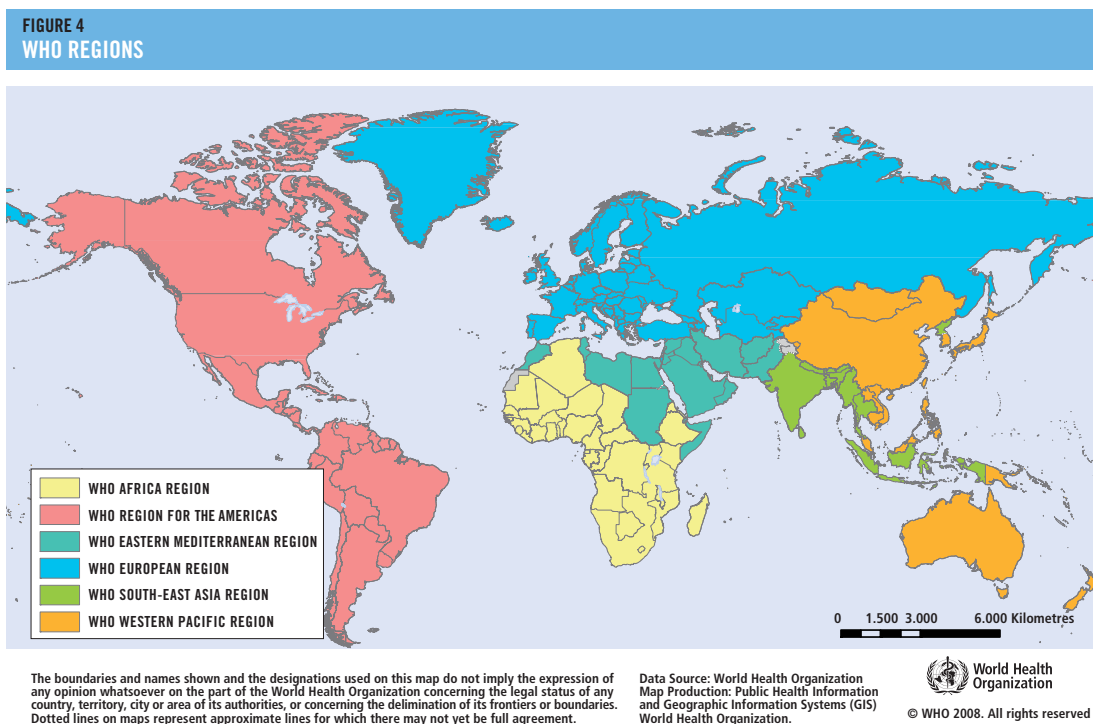 FIGURE 4
WHO REGIONS
WHO AFRICA REGION
WHO REGION FOR THE AMERICAS
WHO EASTERN MEDITERRANEAN REGION
WHO EUROPEAN REGION
WHO SOUTH-EAST ASIA REGION
WHO WESTERN PACIFIC REGION
0 1.500 3.000 6.000 Kilometres
The boundaries and names shown and the designations used on this map do not imply the expression of
any opinion whatsoever on the part of the World Health Organization concerning the legal status of any
country, territory, city or area of its authorities, or concerning the delimination of its frontiers or boundaries.
Dotted lines on maps represent approximate lines for which there may not yet be full agreement.
Data Source: World Health Organization
Map Production: Public Health Information
and Geographic Information Systems (GIS)
World Health Organization.
World Health
Organization
© WHO 2008. All rights reserved